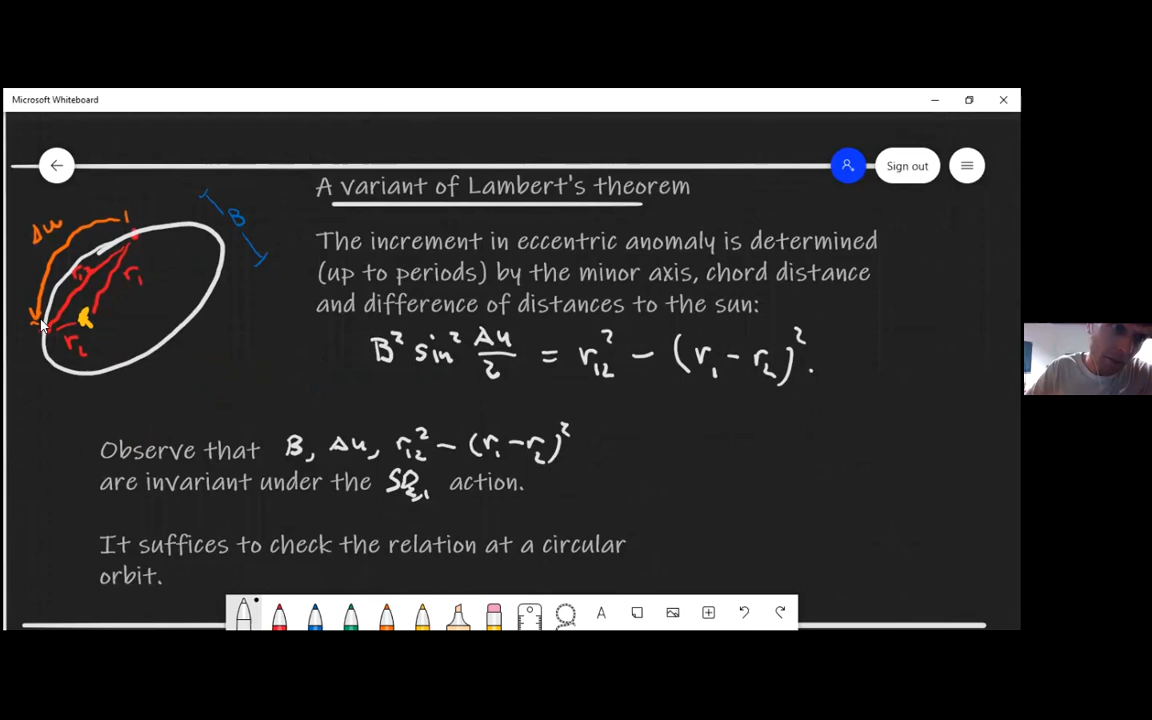 Microsoft Whiteboard
Sign out
A variant of Lambert's theorem
Δu
B
r₁
r₂
The increment in eccentric anomaly is determined
(up to periods) by the minor axis, chord distance
and difference of distances to the sun:
B² sin² Δu/2 = r₁₂² − (r₁ − r₂)².
Observe that B, Δu, r₁₂² − (r₁ − r₂)²
are invariant under the SO₂,₁ action.
It suffices to check the relation at a circular
orbit.
A